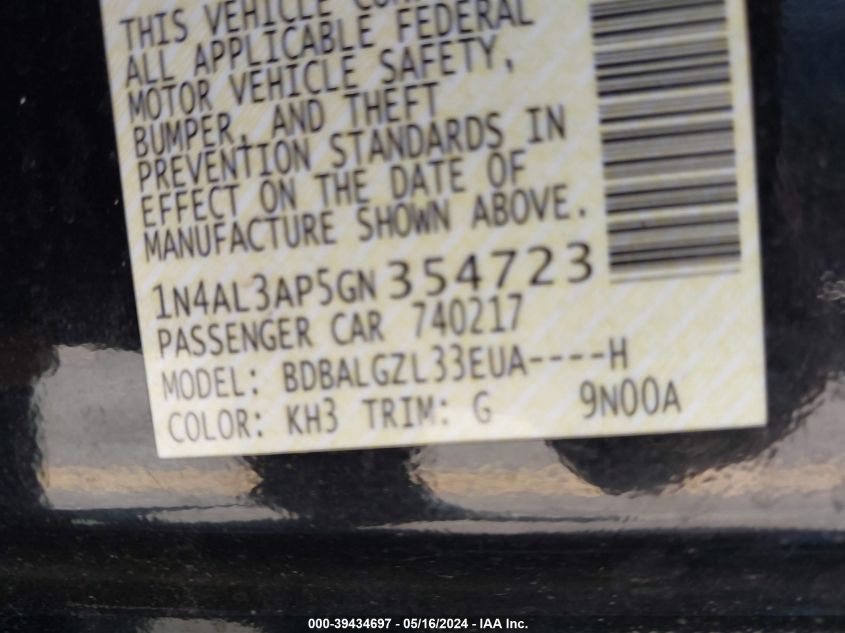 THIS VEHICLE
ALL APPLICABLE FEDERAL
MOTOR VEHICLE SAFETY,
BUMPER, AND THEFT
PREVENTION STANDARDS IN
EFFECT ON THE DATE OF
MANUFACTURE SHOWN ABOVE.
1N4AL3AP5GN354723
PASSENGER CAR 740217
MODEL: BDBALGZL33EUA----H
COLOR: KH3 TRIM: G 9N00A
000-39434697 - 05/16/2024 - IAA Inc.